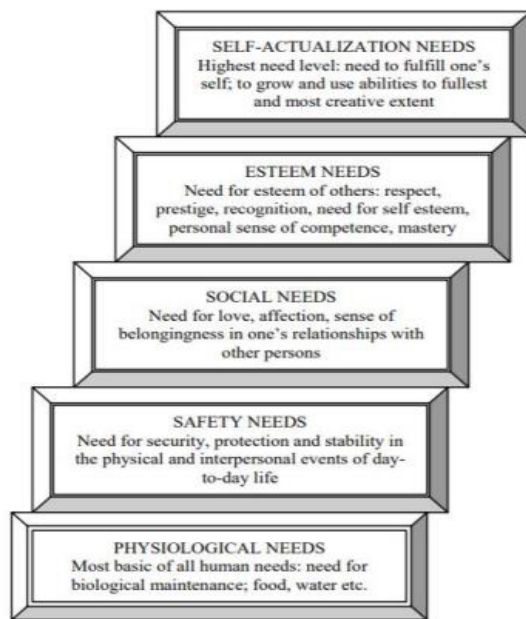 SELF-ACTUALIZATION NEEDS
Highest need level: need to fulfill one's
self; to grow and use abilities to fullest
and most creative extent
ESTEEM NEEDS
Need for esteem of others: respect,
prestige, recognition, need for self esteem,
personal sense of competence, mastery
SOCIAL NEEDS
Need for love, affection, sense of
belongingness in one's relationships with
other persons
SAFETY NEEDS
Need for security, protection and stability in
the physical and interpersonal events of day-
to-day life
PHYSIOLOGICAL NEEDS
Most basic of all human needs: need for
biological maintenance; food, water etc.